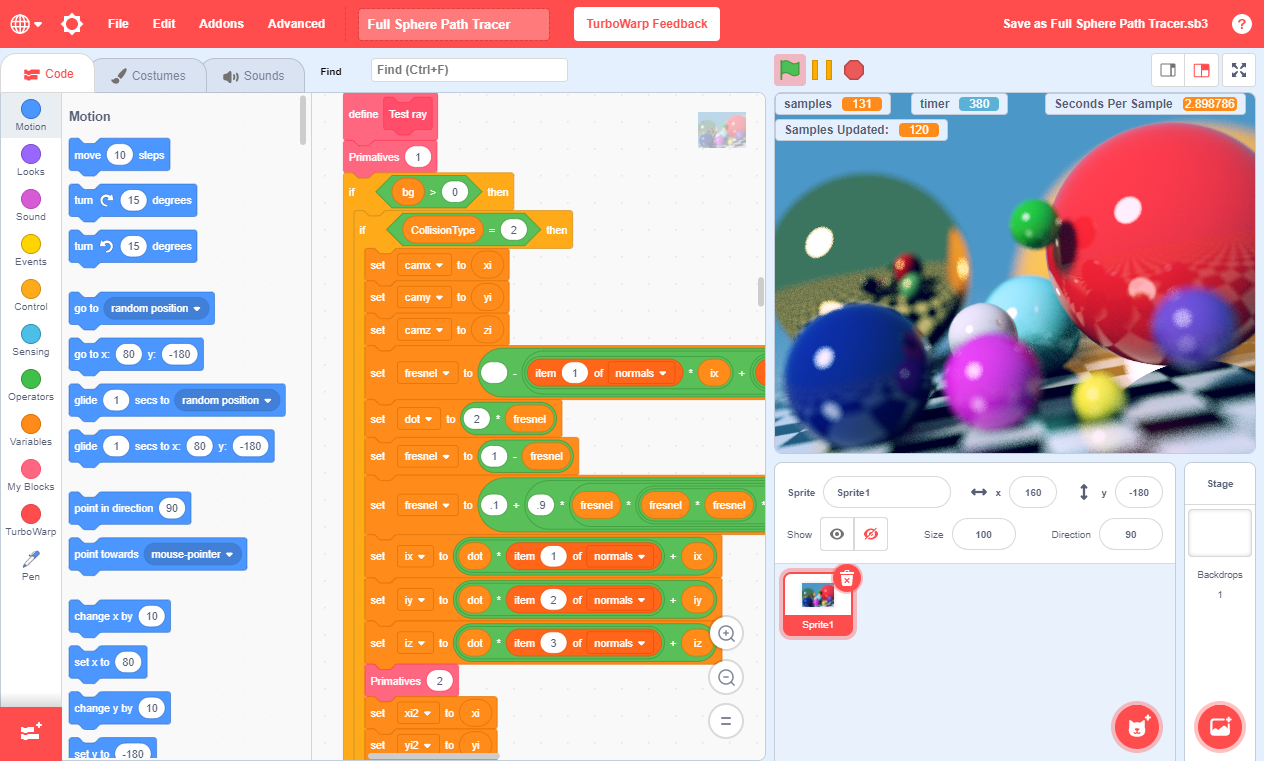 File Edit Addons Advanced Full Sphere Path Tracer TurboWarp Feedback Save as Full Sphere Path Tracer.sb3 ?
Code Costumes Sounds Find Find (Ctrl+F)
Motion
Looks
Sound
Events
Control
Sensing
Operators
Variables
My Blocks
TurboWarp
Pen
Motion
move 10 steps
turn 15 degrees
turn 15 degrees
go to random position
go to x: 80 y: -180
glide 1 secs to random position
glide 1 secs to x: 80 y: -180
point in direction 90
point towards mouse-pointer
change x by 10
set x to 80
change y by 10
set y to -180
define Test ray
Primatives 1
if bg > 0 then
if CollisionType = 2 then
set camx to xi
set camy to yi
set camz to zi
set fresnel to - item 1 of normals * ix +
set dot to 2 * fresnel
set fresnel to 1 - fresnel
set fresnel to .1 + .9 * fresnel * fresnel * fresnel *
set ix to dot * item 1 of normals + ix
set iy to dot * item 2 of normals + iy
set iz to dot * item 3 of normals + iz
Primatives 2
set xi2 to xi
set yi2 to yi
samples 131 timer 380 Seconds Per Sample 2.898786
Samples Updated: 120
Sprite Sprite1 x 160 y -180
Show Size 100 Direction 90
Sprite1
Stage
Backdrops
1